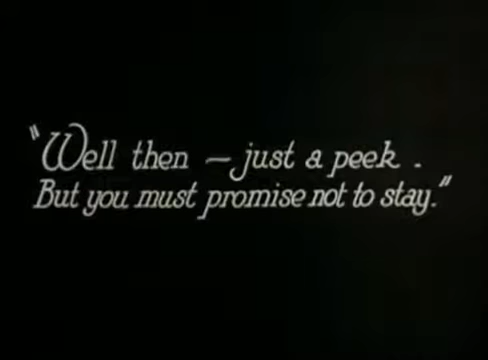 "Well then — just a peek .
But you must promise not to stay."